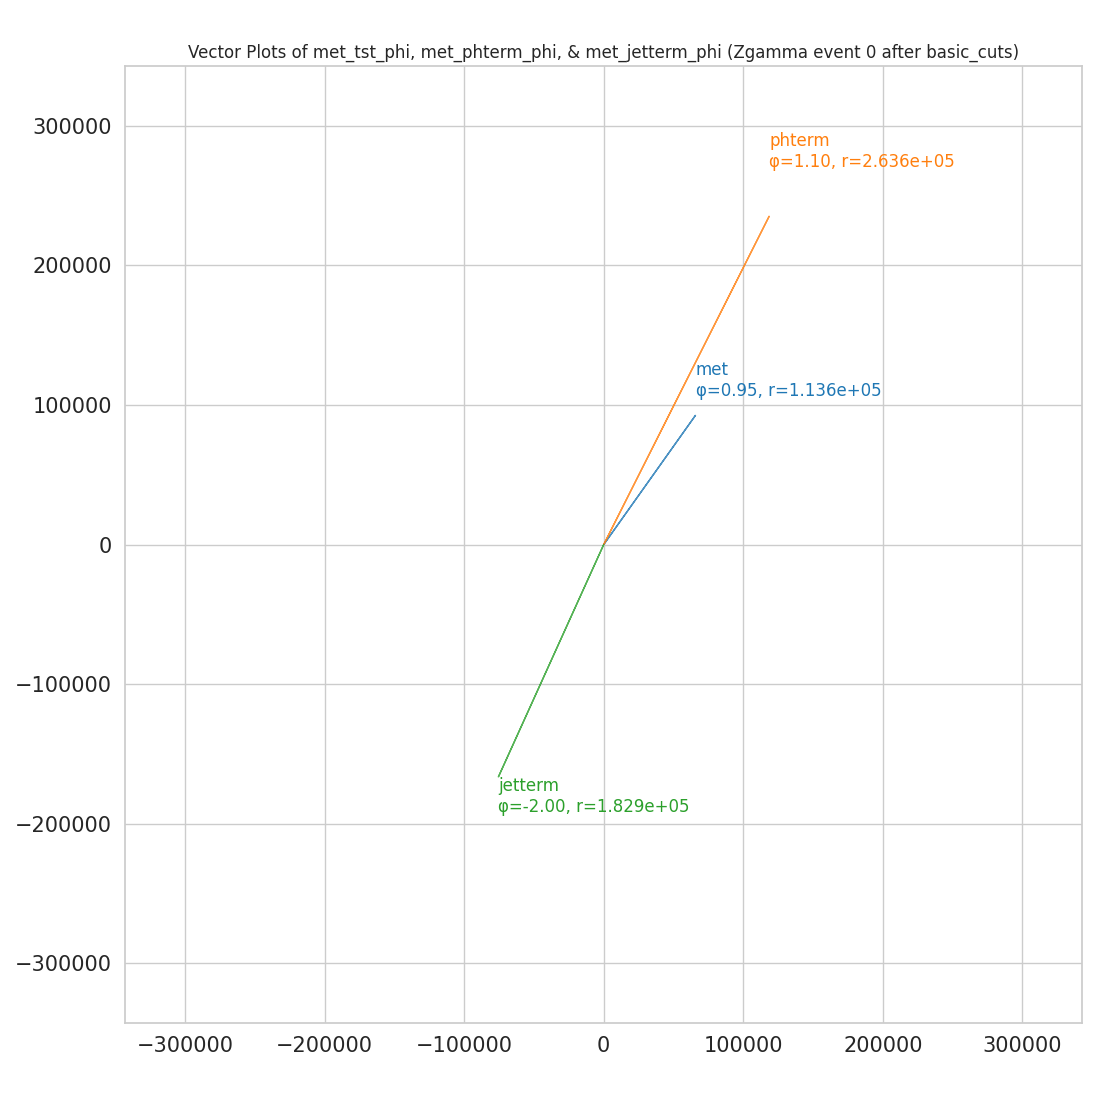 Vector Plots of met_tst_phi, met_phterm_phi, & met_jetterm_phi (Zgamma event 0 after basic_cuts)
300000
phterm
φ=1.10, r=2.636e+05
200000
met
φ=0.95, r=1.136e+05
100000
0
−100000
jetterm
φ=-2.00, r=1.829e+05
−200000
−300000
−300000 −200000 −100000 0 100000 200000 300000